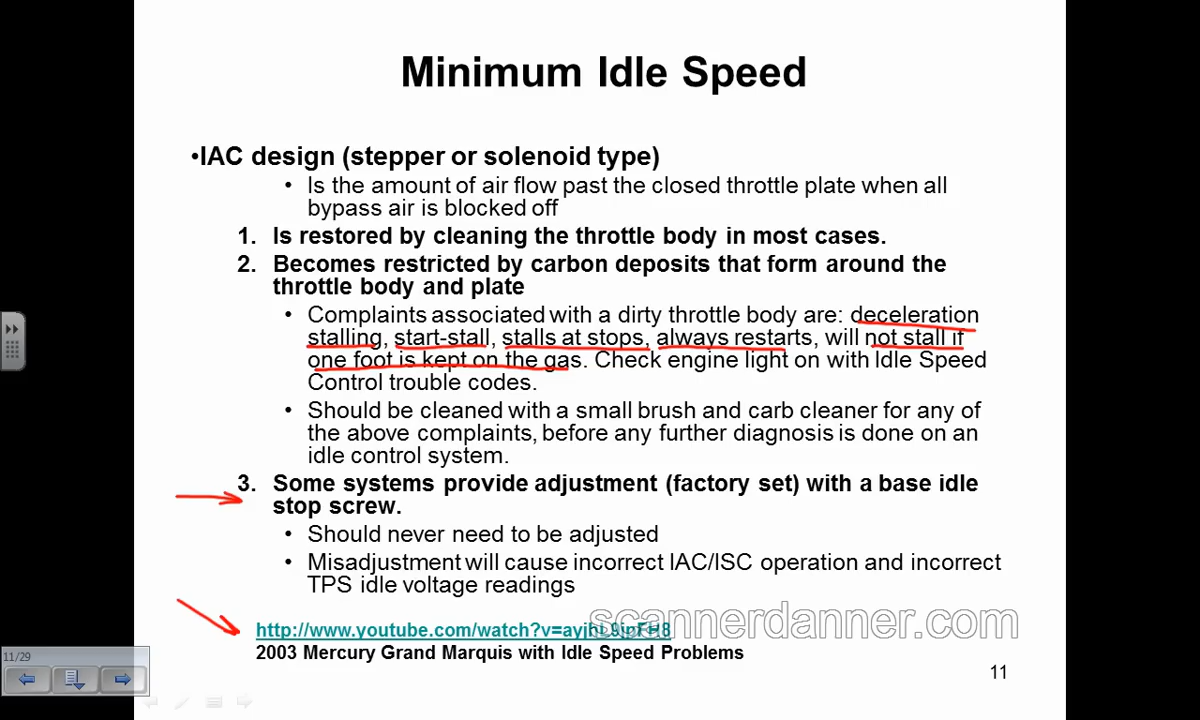 Minimum Idle Speed
•IAC design (stepper or solenoid type)
• Is the amount of air flow past the closed throttle plate when all
bypass air is blocked off
1. Is restored by cleaning the throttle body in most cases.
2. Becomes restricted by carbon deposits that form around the
throttle body and plate
• Complaints associated with a dirty throttle body are: deceleration
stalling, start-stall, stalls at stops, always restarts, will not stall if
one foot is kept on the gas. Check engine light on with Idle Speed
Control trouble codes.
• Should be cleaned with a small brush and carb cleaner for any of
the above complaints, before any further diagnosis is done on an
idle control system.
3. Some systems provide adjustment (factory set) with a base idle
stop screw.
• Should never need to be adjusted
• Misadjustment will cause incorrect IAC/ISC operation and incorrect
TPS idle voltage readings
scannerdanner.com
2003 Mercury Grand Marquis with Idle Speed Problems
11/29
11